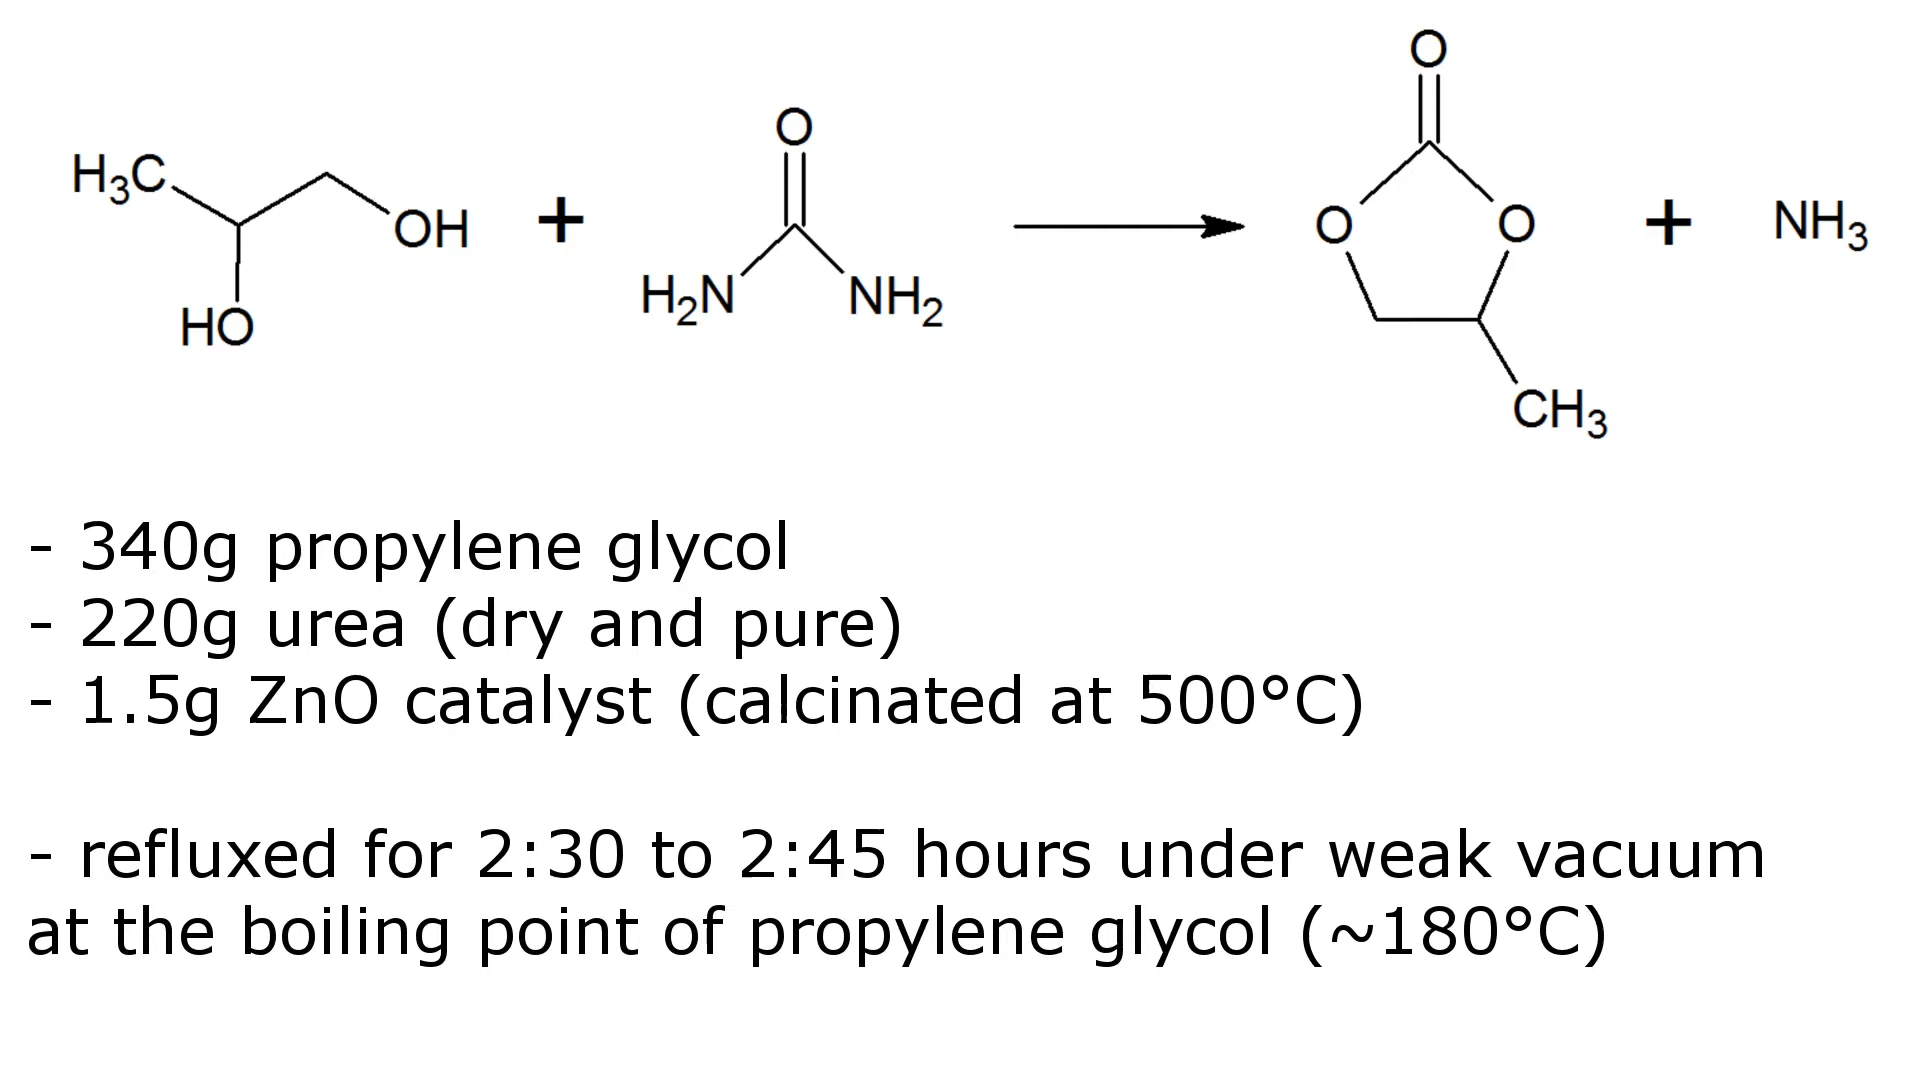 O
O
H₃C
OH
+
O
O
+
NH₃
HO
H₂N
NH₂
CH₃
- 340g propylene glycol
- 220g urea (dry and pure)
- 1.5g ZnO catalyst (calcinated at 500°C)
- refluxed for 2:30 to 2:45 hours under weak vacuum
at the boiling point of propylene glycol (~180°C)